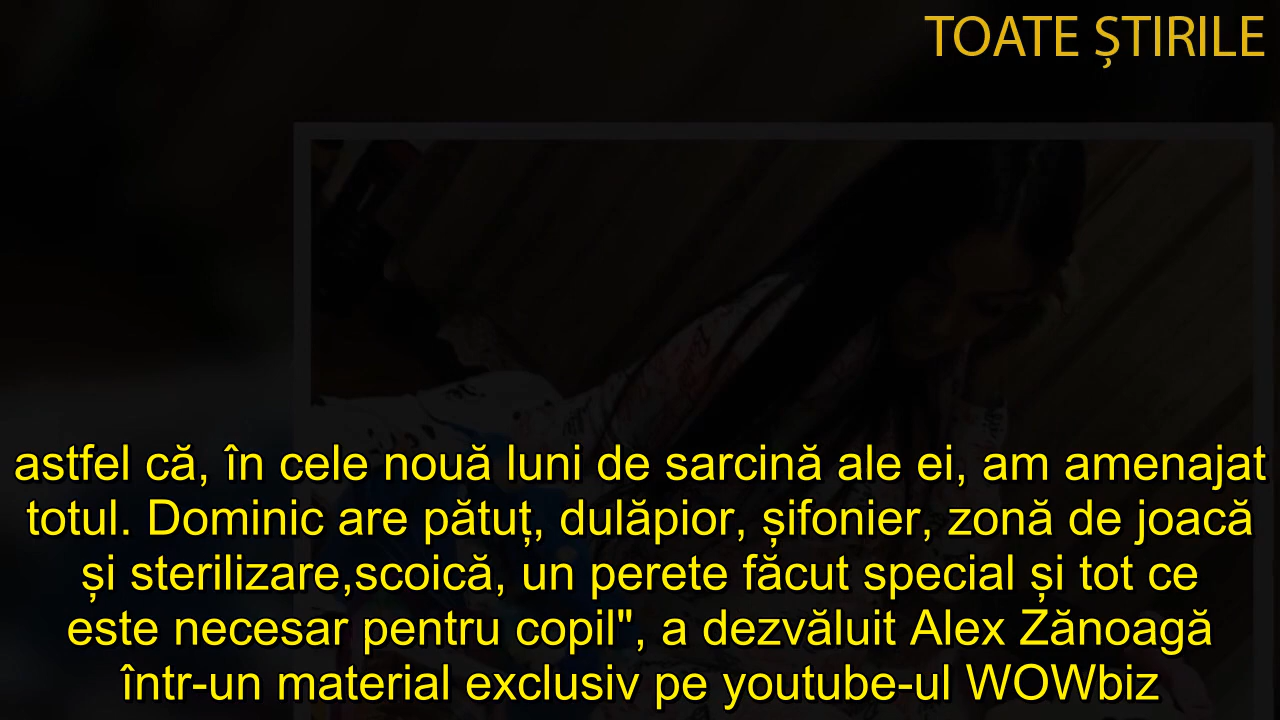 TOATE ȘTIRILE
astfel că, în cele nouă luni de sarcină ale ei, am amenajat
totul. Dominic are pătuț, dulăpior, șifonier, zonă de joacă
și sterilizare,scoică, un perete făcut special și tot ce
este necesar pentru copil", a dezvăluit Alex Zănoagă
într-un material exclusiv pe youtube-ul WOWbiz